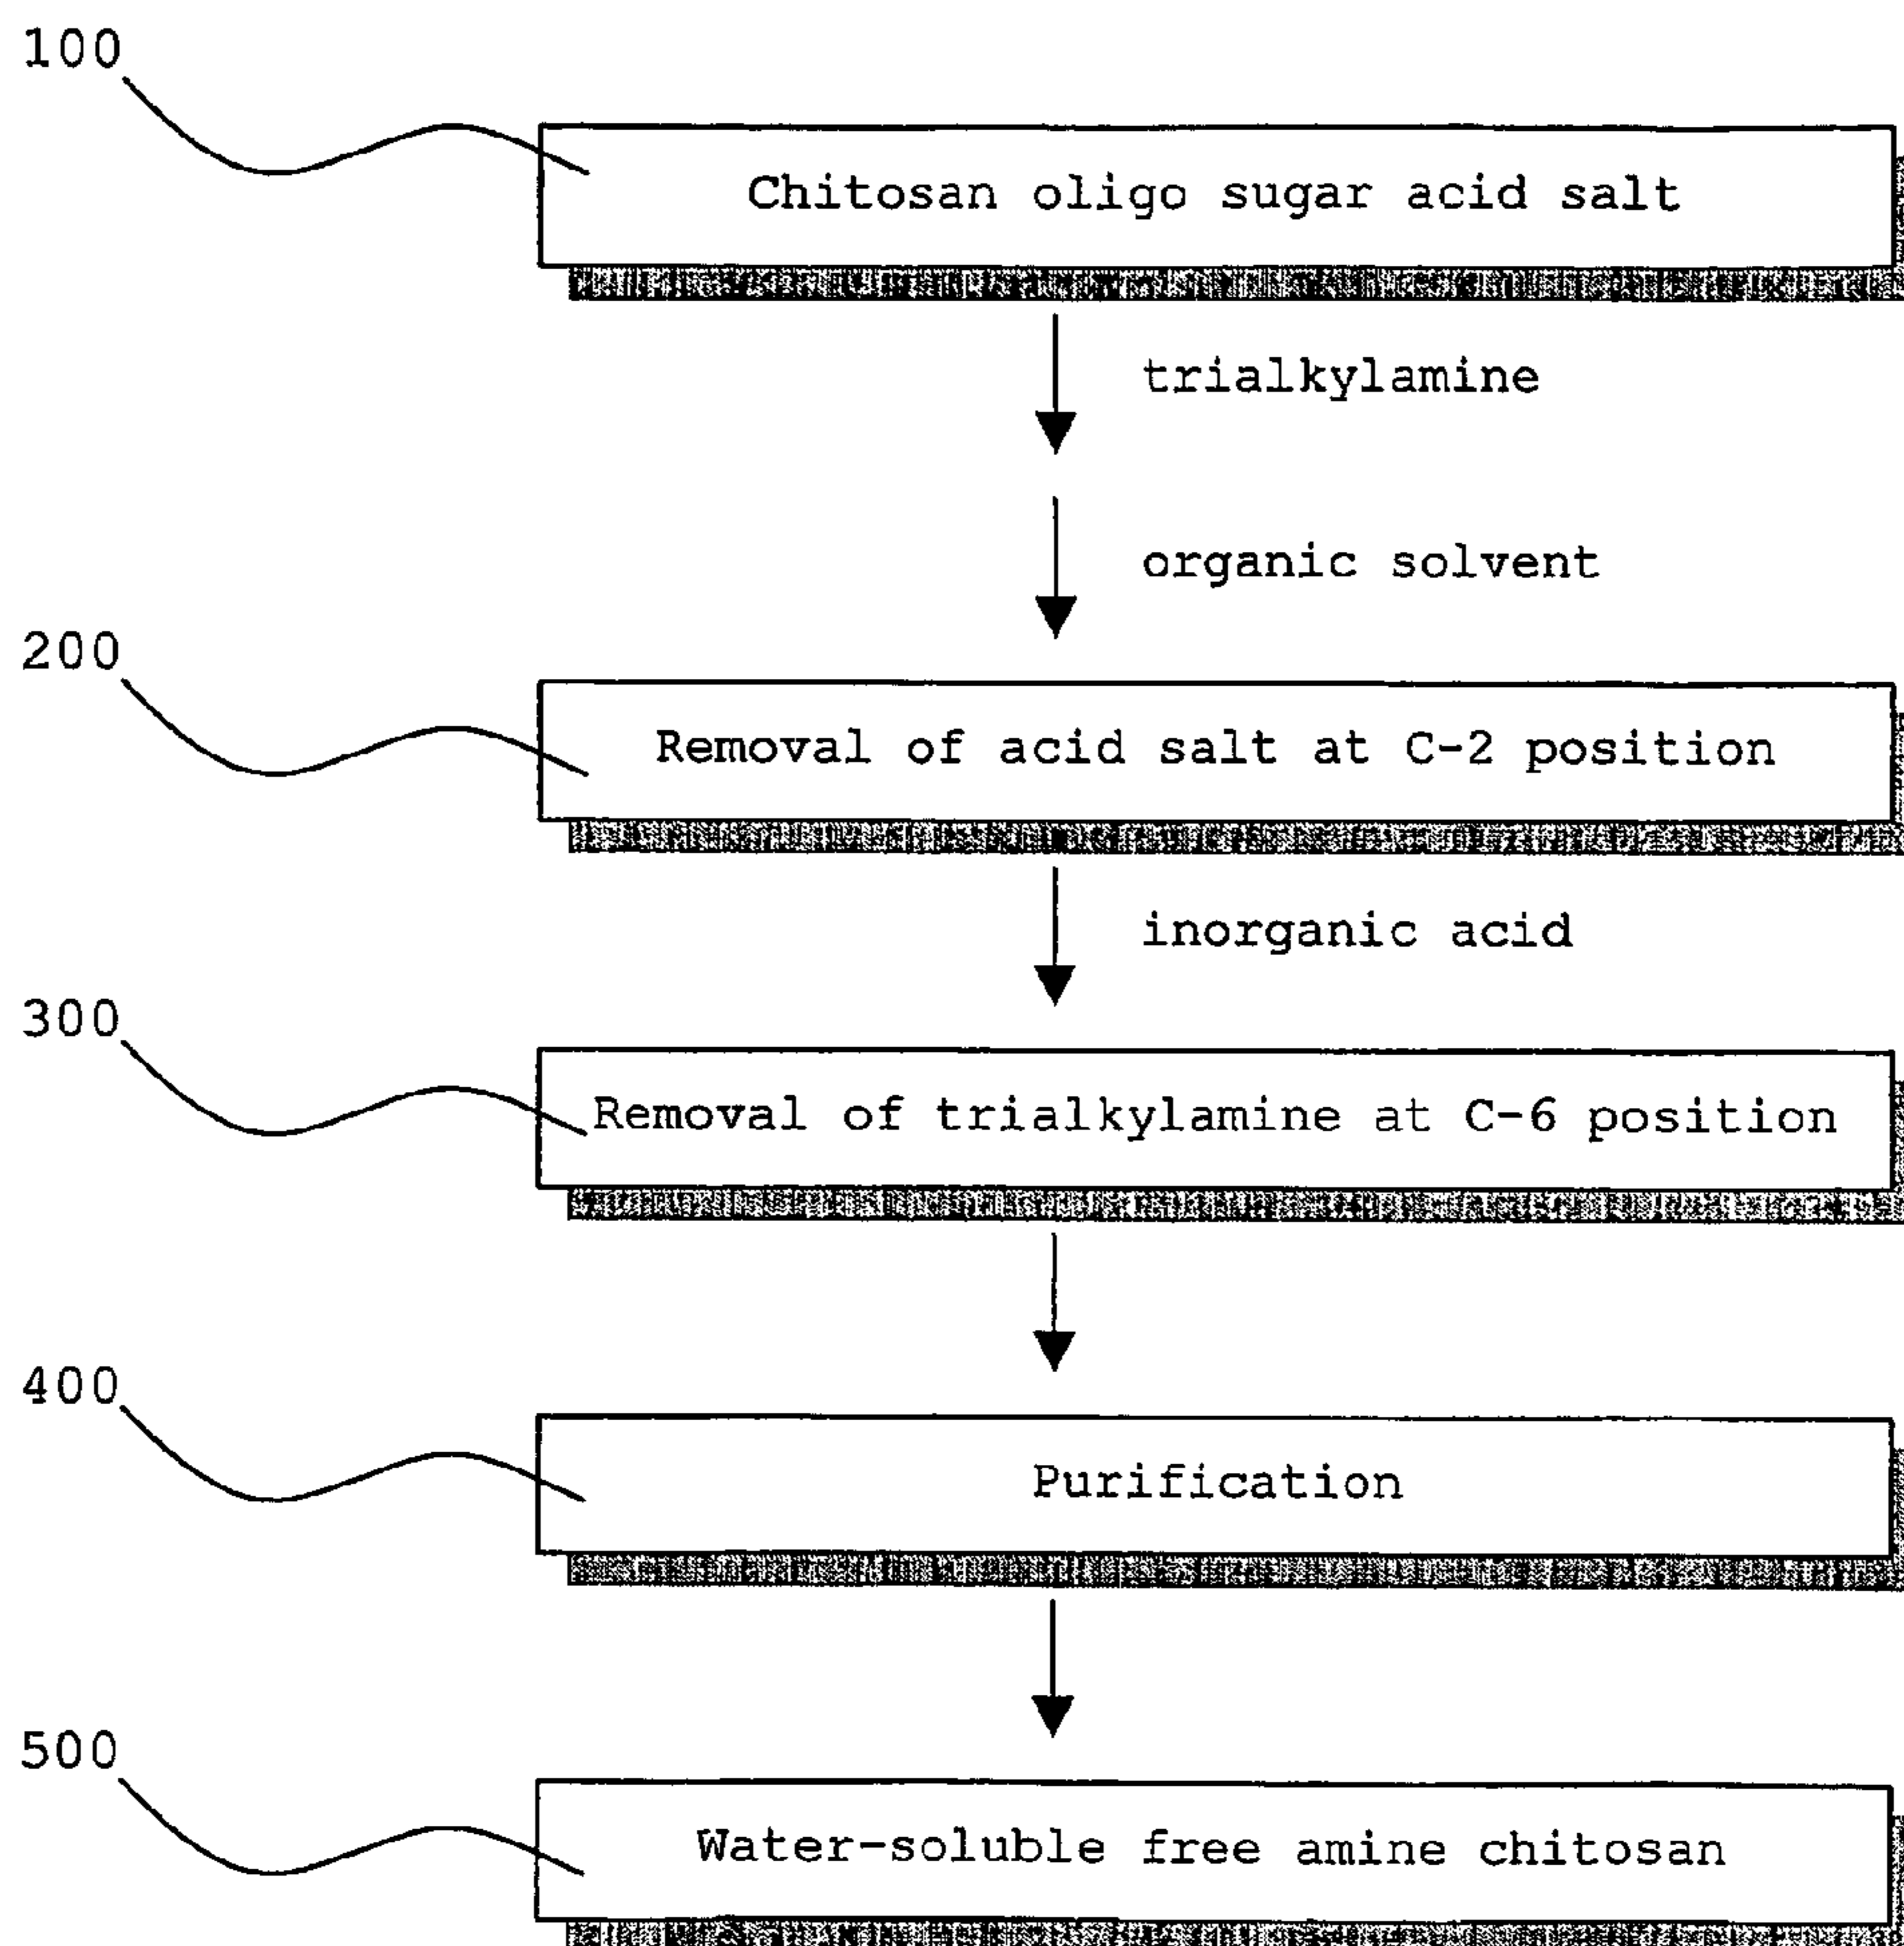 100
Chitosan oligo sugar acid salt
trialkylamine
organic solvent
200
Removal of acid salt at C-2 position
inorganic acid
300
Removal of trialkylamine at C-6 position
400
Purification
500
Water-soluble free amine chitosan